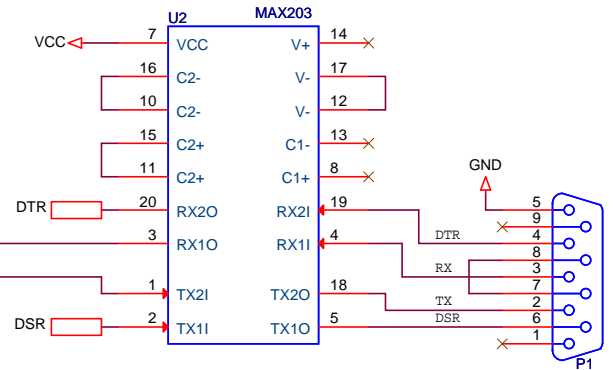 U2 MAX203
VCC 7 VCC V+ 14
16 C2- V- 17
10 C2- V- 12
15 C2+ C1- 13
11 C2+ C1+ 8
GND
DTR 20 RX2O RX2I 19 5
9
3 RX1O RX1I 4 DTR 4
8
RX 3
1 TX2I TX2O 18 7
TX 2
DSR 2 TX1I TX1O 5 DSR 6
1
P1